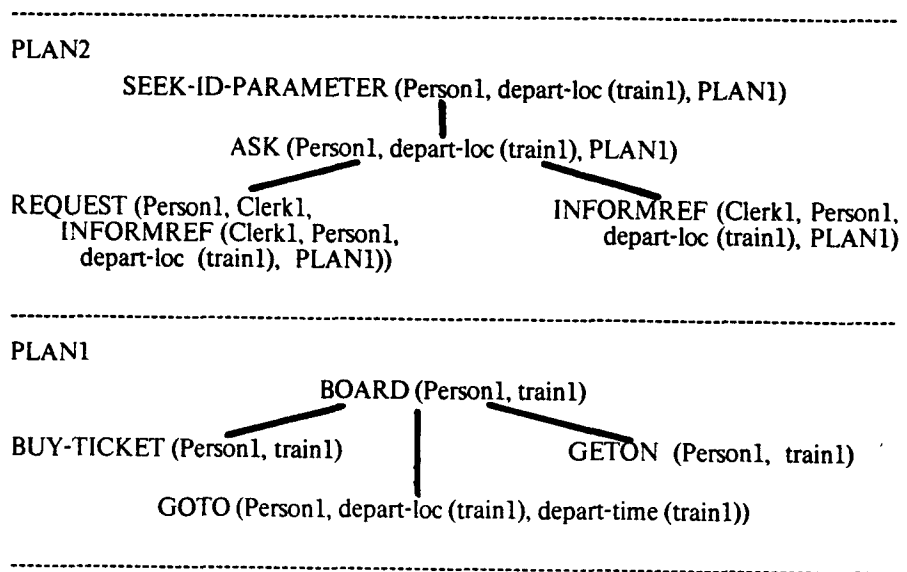 PLAN2
SEEK-ID-PARAMETER (Person1, depart-loc (train1), PLAN1)
ASK (Person1, depart-loc (train1), PLAN1)
REQUEST (Person1, Clerk1,
INFORMREF (Clerk1, Person1,
depart-loc (train1), PLAN1))
INFORMREF (Clerk1, Person1,
depart-loc (train1), PLAN1)
PLAN1
BOARD (Person1, train1)
BUY-TICKET (Person1, train1)
GETON (Person1, train1)
GOTO (Person1, depart-loc (train1), depart-time (train1))